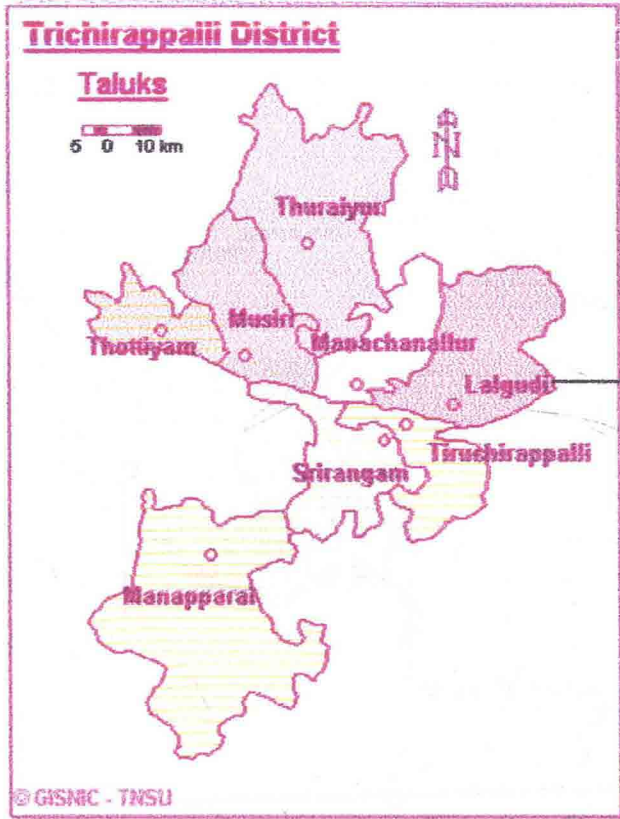 Trichirappalli District
Taluks
5 0 10 km
N
Thuraiyur
Musiri
Thottiyam
Manachanallur
Lalgudi
Tiruchirappalli
Srirangam
Manapparai
© GISNIC - TNSU